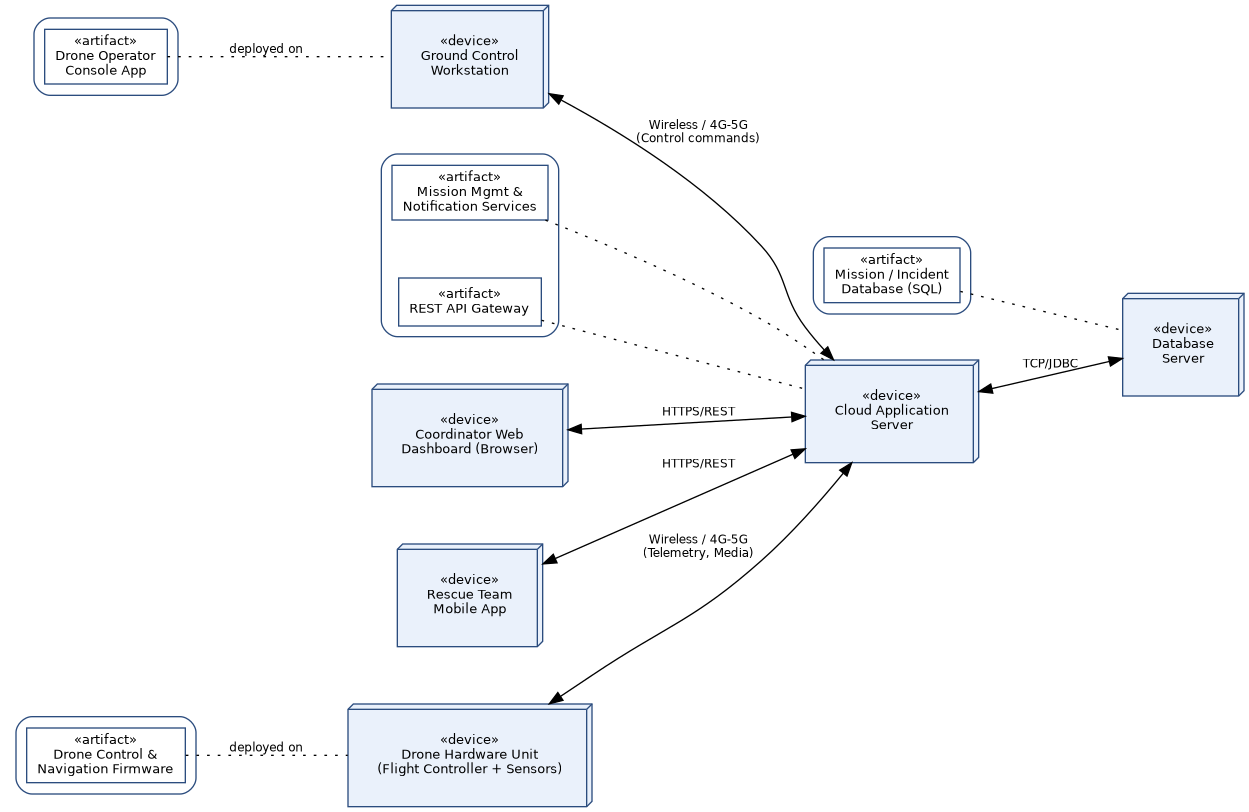 «artifact»
Drone Operator
Console App
deployed on
«device»
Ground Control
Workstation
Wireless / 4G-5G
(Control commands)
«artifact»
Mission Mgmt &
Notification Services
«artifact»
REST API Gateway
«artifact»
Mission / Incident
Database (SQL)
«device»
Database
Server
TCP/JDBC
«device»
Cloud Application
Server
HTTPS/REST
«device»
Coordinator Web
Dashboard (Browser)
HTTPS/REST
Wireless / 4G-5G
(Telemetry, Media)
«device»
Rescue Team
Mobile App
«artifact»
Drone Control &
Navigation Firmware
deployed on
«device»
Drone Hardware Unit
(Flight Controller + Sensors)